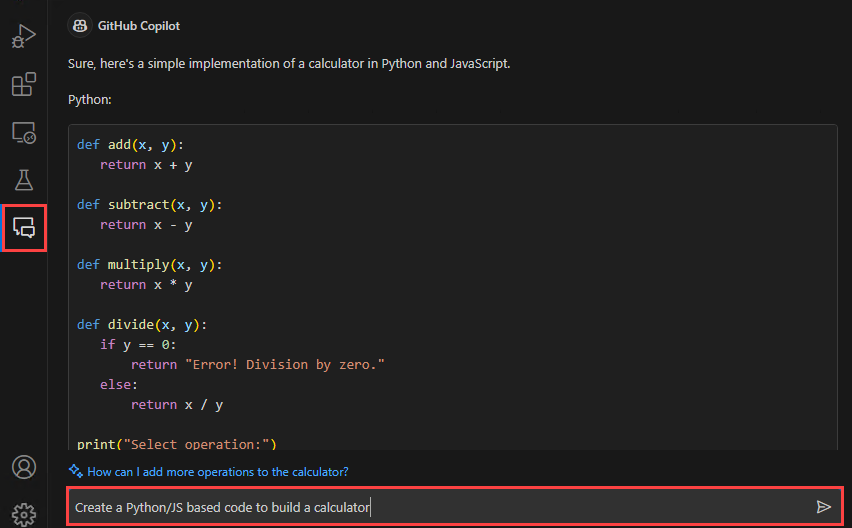 GitHub Copilot
Sure, here's a simple implementation of a calculator in Python and JavaScript.
Python:
def add(x, y):
   return x + y
def subtract(x, y):
   return x - y
def multiply(x, y):
   return x * y
def divide(x, y):
   if y == 0:
       return "Error! Division by zero."
   else:
       return x / y
print("Select operation:")
How can I add more operations to the calculator?
Create a Python/JS based code to build a calculator